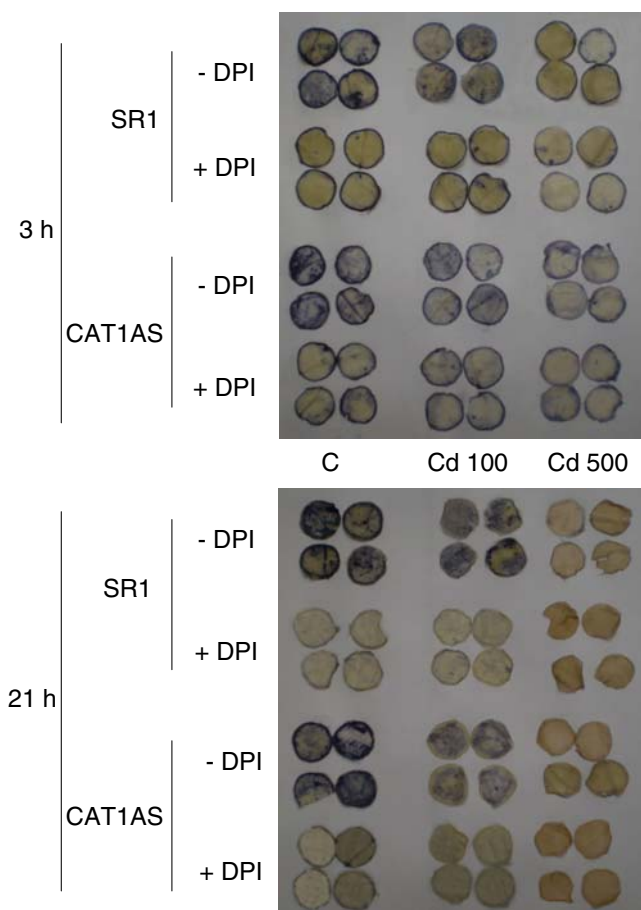 - DPI
SR1
+ DPI
3 h
- DPI
CAT1AS
+ DPI
C Cd 100 Cd 500
- DPI
SR1
+ DPI
21 h
- DPI
CAT1AS
+ DPI